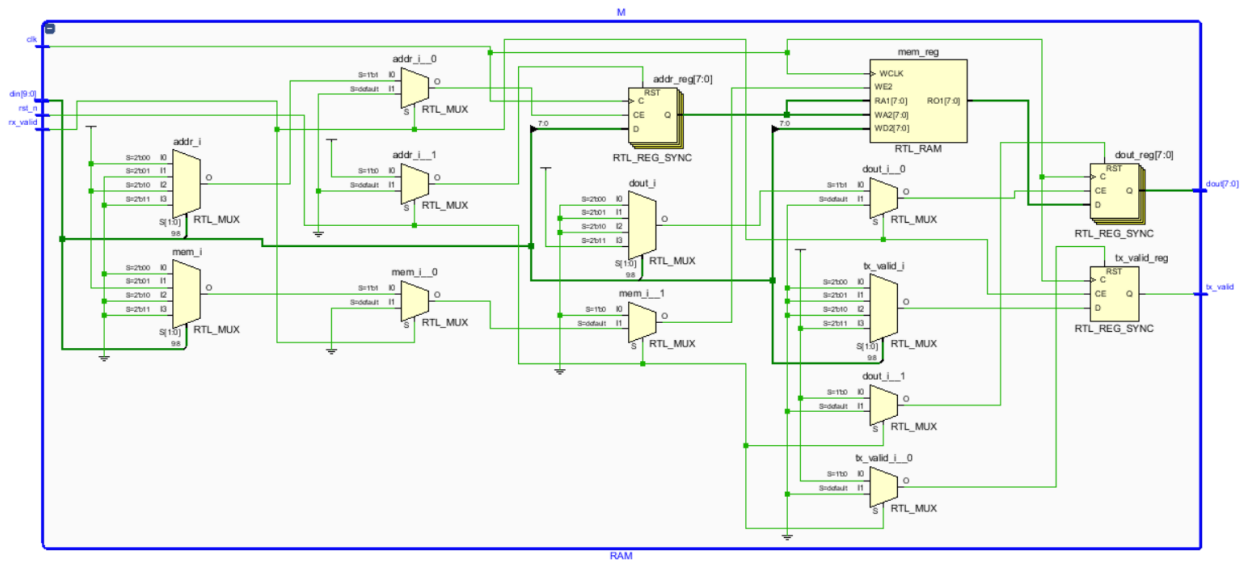 M
clk
din[9:0]
rst_n
rx_valid
addr_i__0
S=1'b1 I0
S=default I1
O
S
RTL_MUX
addr_i
S=2'b00 I0
S=2'b01 I1
S=2'b10 I2
S=2'b11 I3
O
S[1:0]
9:8
RTL_MUX
addr_i__1
S=1'b0 I0
S=default I1
O
S
RTL_MUX
mem_i
S=2'b00 I0
S=2'b01 I1
S=2'b10 I2
S=2'b11 I3
O
S[1:0]
9:8
RTL_MUX
mem_i__0
S=1'b1 I0
S=default I1
O
S
RTL_MUX
addr_reg[7:0]
RST
C
CE
D
Q
7:0
RTL_REG_SYNC
dout_i
S=2'b00 I0
S=2'b01 I1
S=2'b10 I2
S=2'b11 I3
O
S[1:0]
9:8
RTL_MUX
mem_i__1
S=1'b0 I0
S=default I1
O
S
RTL_MUX
mem_reg
WCLK
WE2
RA1[7:0]
WA2[7:0]
WD2[7:0]
RO1[7:0]
7:0
RTL_RAM
dout_i__0
S=1'b1 I0
S=default I1
O
S
RTL_MUX
tx_valid_i
S=2'b00 I0
S=2'b01 I1
S=2'b10 I2
S=2'b11 I3
O
S[1:0]
9:8
RTL_MUX
dout_i__1
S=1'b0 I0
S=default I1
O
S
RTL_MUX
tx_valid_i__0
S=1'b0 I0
S=default I1
O
S
RTL_MUX
dout_reg[7:0]
RST
C
CE
D
Q
RTL_REG_SYNC
tx_valid_reg
RST
C
CE
D
Q
RTL_REG_SYNC
dout[7:0]
tx_valid
RAM